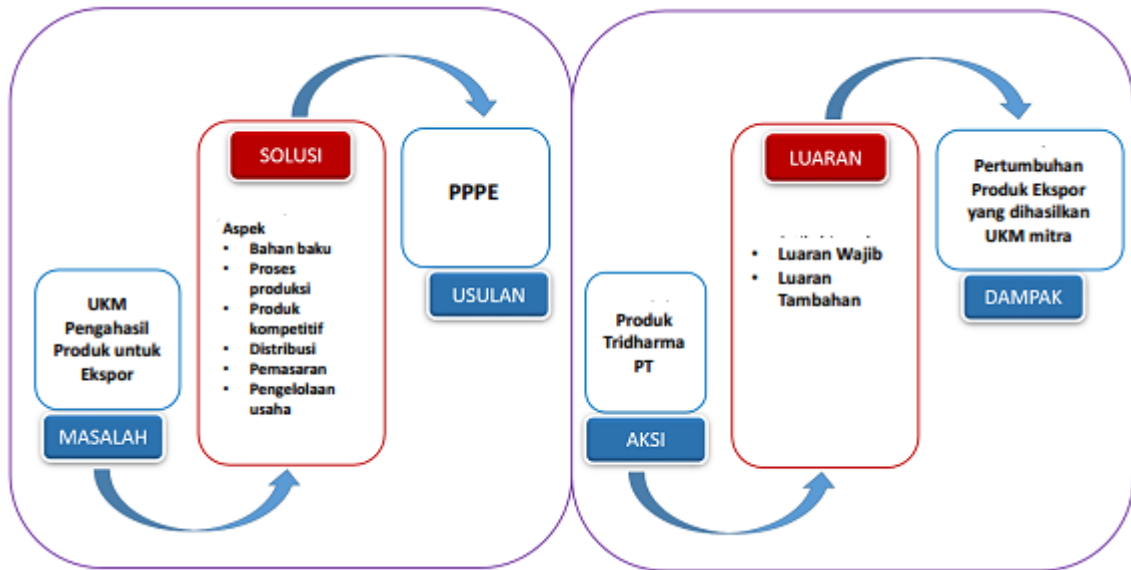 UKM
Pengahasil
Produk untuk
Ekspor
MASALAH
SOLUSI
Aspek
• Bahan baku
• Proses
produksi
• Produk
kompetitif
• Distribusi
• Pemasaran
• Pengelolaan
usaha
PPPE
USULAN
Produk
Tridharma
PT
AKSI
LUARAN
• Luaran Wajib
• Luaran
Tambahan
Pertumbuhan
Produk Ekspor
yang dihasilkan
UKM mitra
DAMPAK